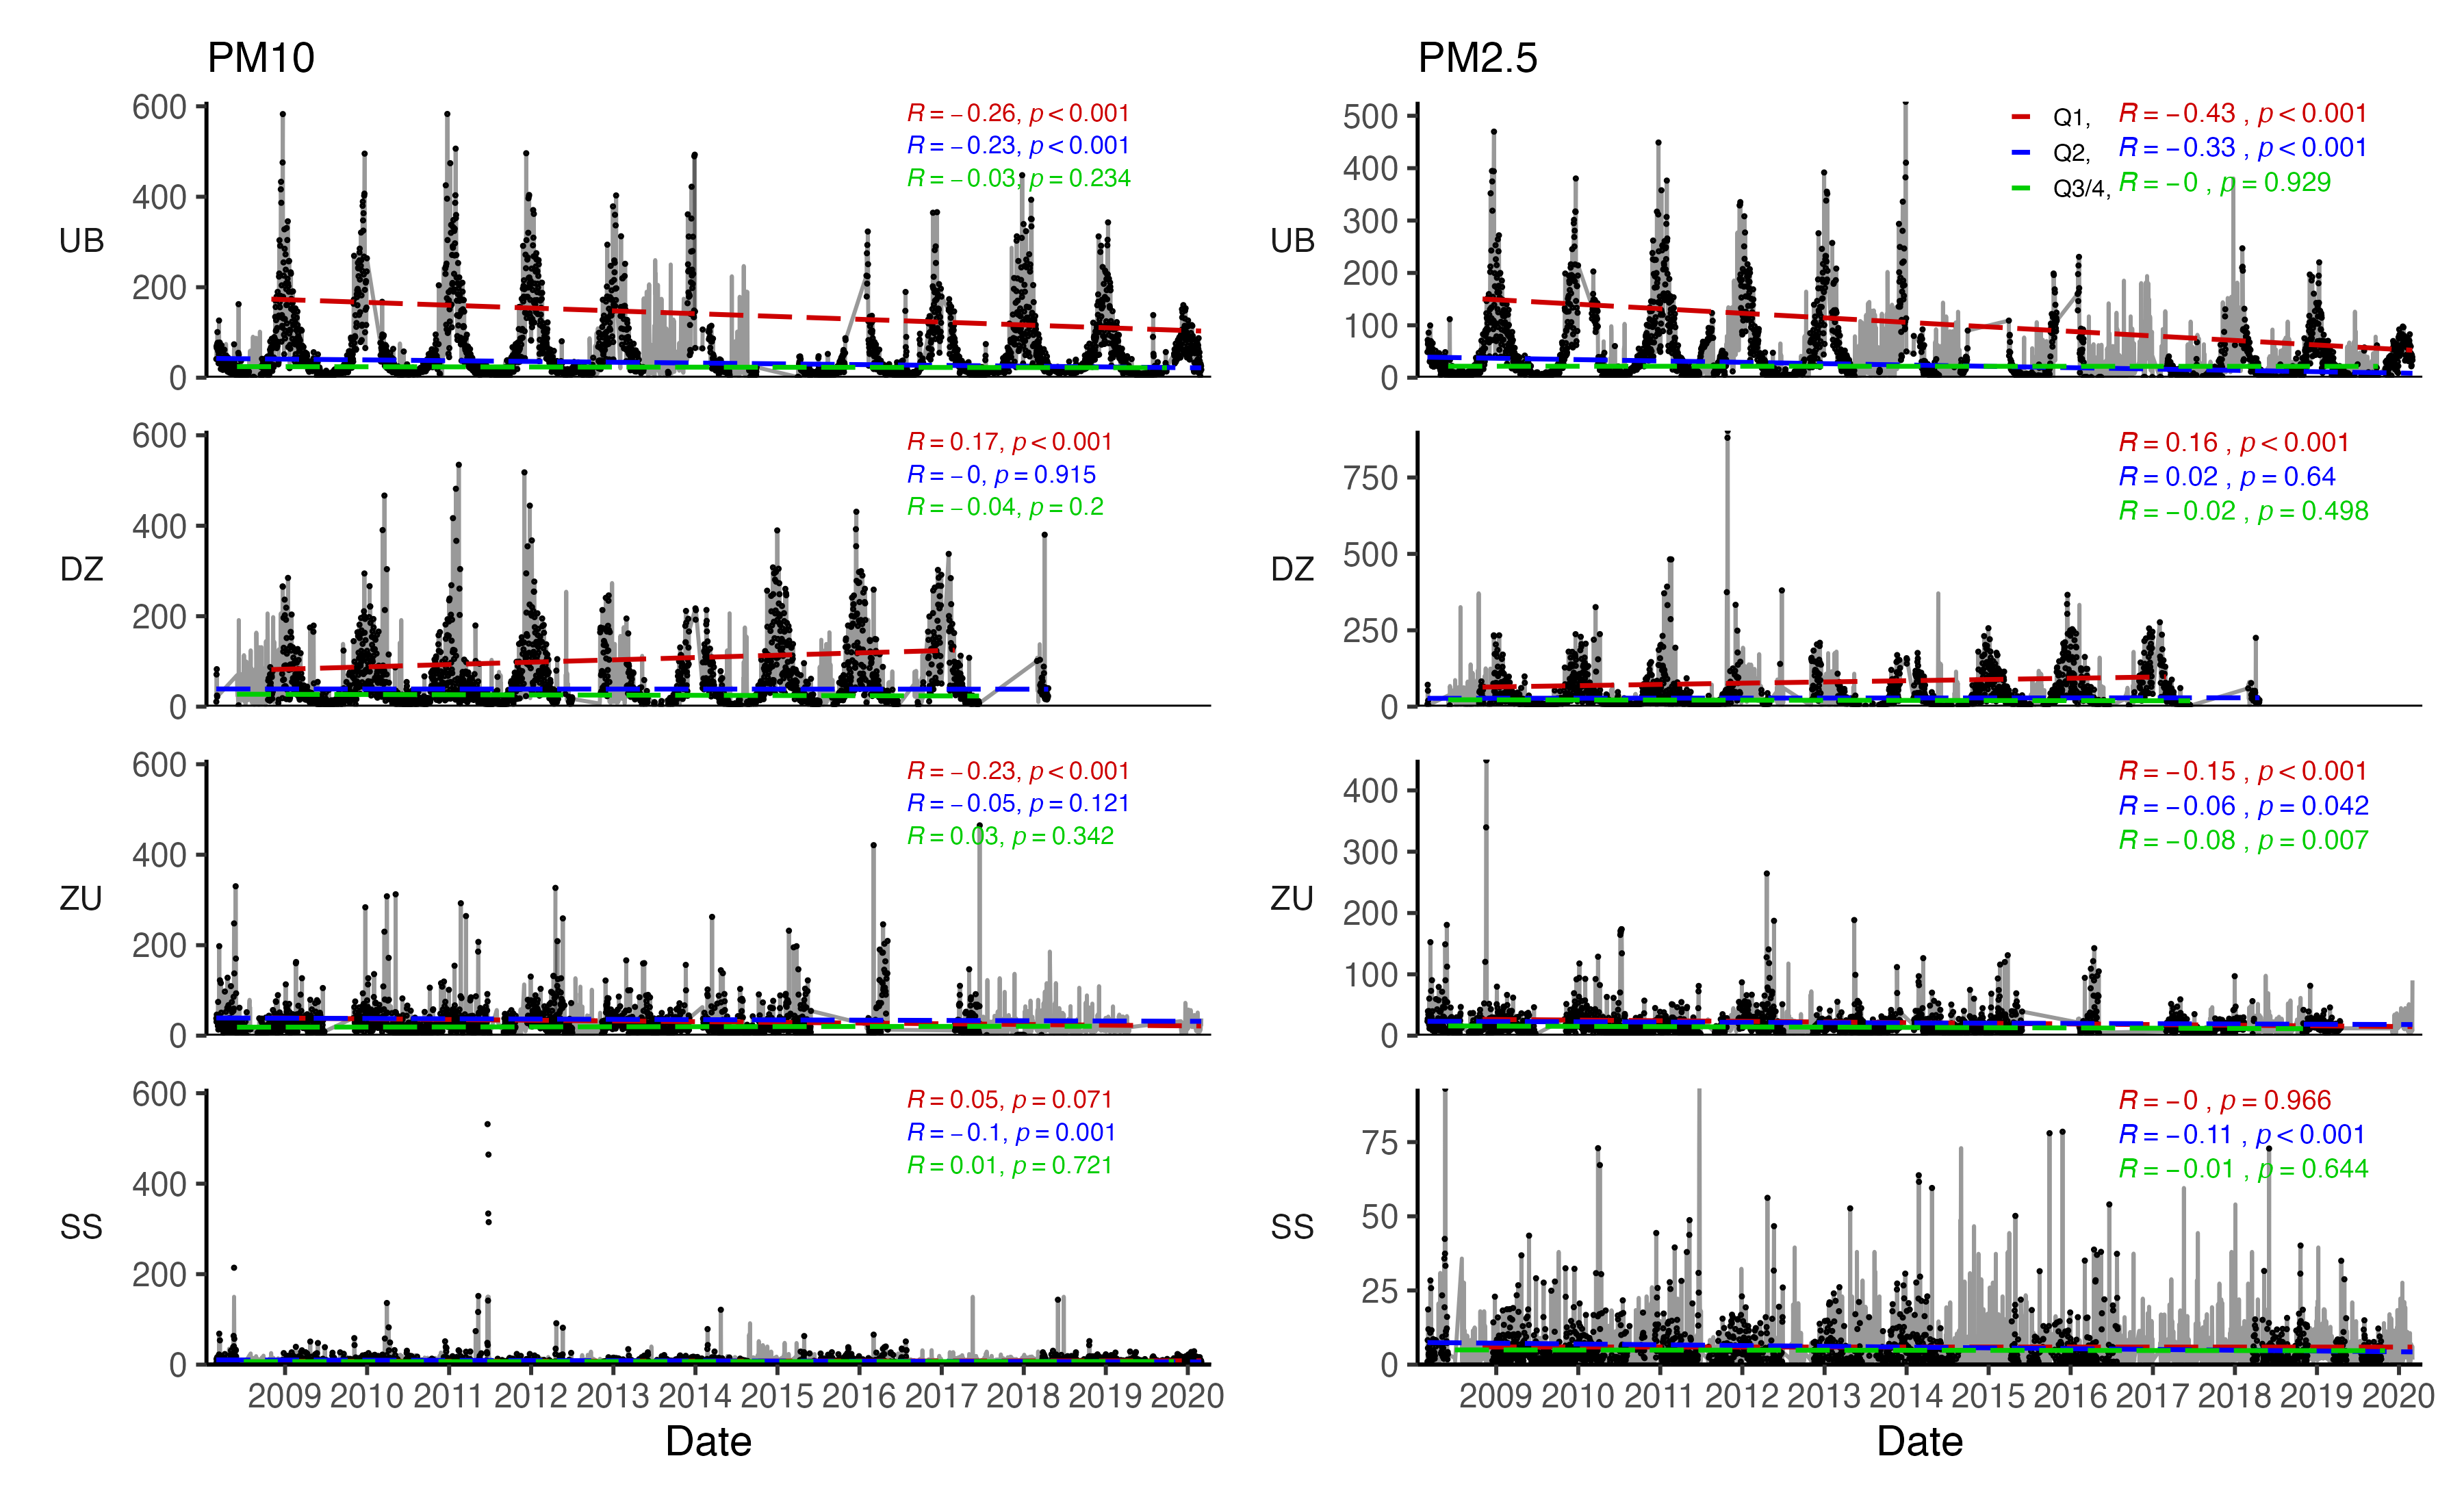 PM10
600
400
200
0
UB
R = −0.26, p < 0.001
R = −0.23, p < 0.001
R = −0.03, p = 0.234
600
400
200
0
DZ
R = 0.17, p < 0.001
R = −0, p = 0.915
R = −0.04, p = 0.2
600
400
200
0
ZU
R = −0.23, p < 0.001
R = −0.05, p = 0.121
R = 0.03, p = 0.342
600
400
200
0
SS
R = 0.05, p = 0.071
R = −0.1, p = 0.001
R = 0.01, p = 0.721
2009 2010 2011 2012 2013 2014 2015 2016 2017 2018 2019 2020
Date
PM2.5
500
400
300
200
100
0
UB
Q1, R = −0.43 , p < 0.001
Q2, R = −0.33 , p < 0.001
Q3/4, R = −0 , p = 0.929
750
500
250
0
DZ
R = 0.16 , p < 0.001
R = 0.02 , p = 0.64
R = −0.02 , p = 0.498
400
300
200
100
0
ZU
R = −0.15 , p < 0.001
R = −0.06 , p = 0.042
R = −0.08 , p = 0.007
75
50
25
0
SS
R = −0 , p = 0.966
R = −0.11 , p < 0.001
R = −0.01 , p = 0.644
2009 2010 2011 2012 2013 2014 2015 2016 2017 2018 2019 2020
Date